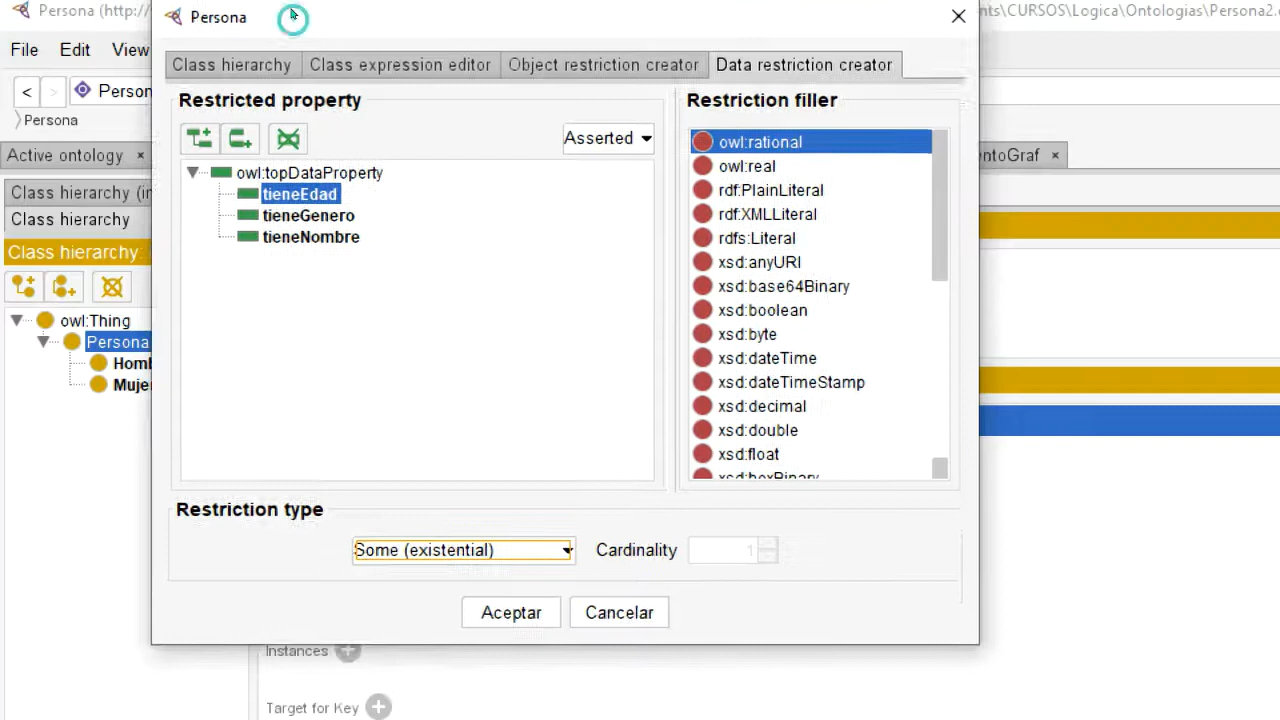 Persona (http:/
Persona
nts\CURSOS\Logica\Ontologias\Persona2.
File Edit View
< > Person
Persona
Active ontology ×
ntoGraf ×
Class hierarchy (in
Class hierarchy
Class hierarchy
owl:Thing
Persona
Homb
Muje
Class hierarchy Class expression editor Object restriction creator Data restriction creator
Restricted property
Asserted
owl:topDataProperty
tieneEdad
tieneGenero
tieneNombre
Restriction filler
owl:rational
owl:real
rdf:PlainLiteral
rdf:XMLLiteral
rdfs:Literal
xsd:anyURI
xsd:base64Binary
xsd:boolean
xsd:byte
xsd:dateTime
xsd:dateTimeStamp
xsd:decimal
xsd:double
xsd:float
xsd:hexBinary
Restriction type
Some (existential) Cardinality 1
Aceptar Cancelar
Instances
Target for Key